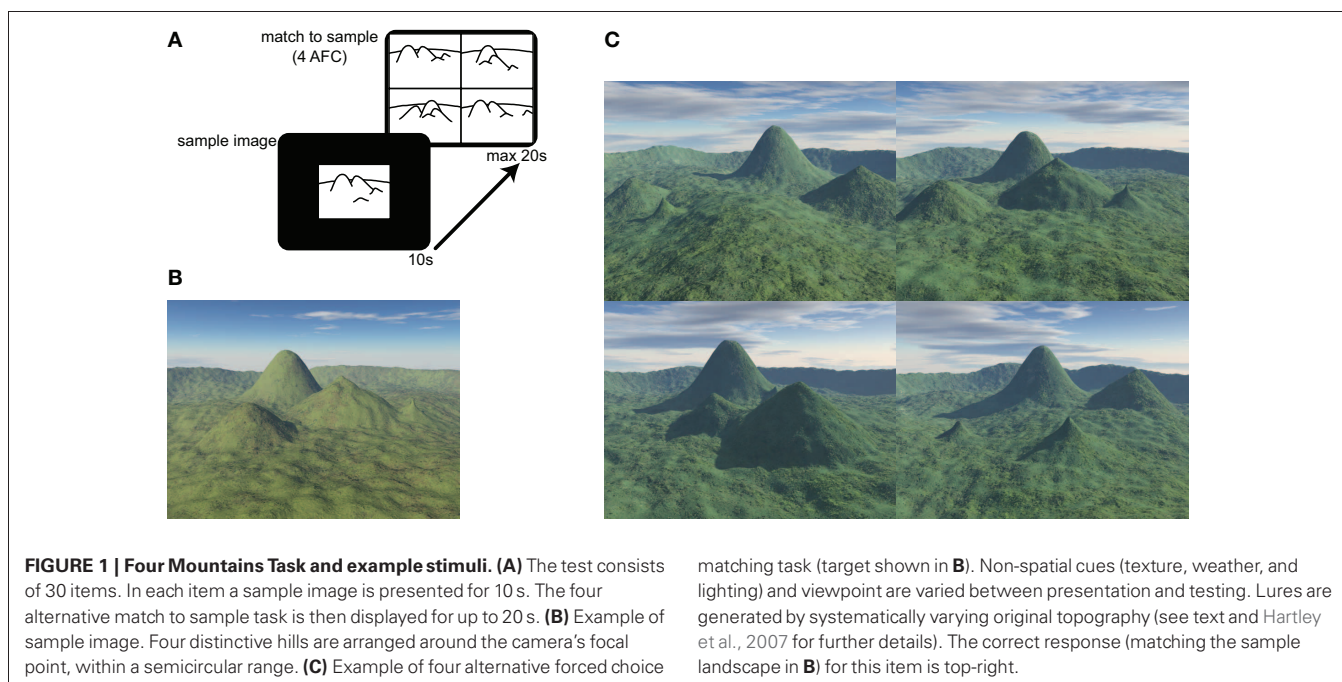 A
match to sample
(4 AFC)
sample image
max 20s
10s
B
C
FIGURE 1 | Four Mountains Task and example stimuli. (A) The test consists
of 30 items. In each item a sample image is presented for 10 s. The four
alternative match to sample task is then displayed for up to 20 s. (B) Example of
sample image. Four distinctive hills are arranged around the camera's focal
point, within a semicircular range. (C) Example of four alternative forced choice
matching task (target shown in B). Non-spatial cues (texture, weather, and
lighting) and viewpoint are varied between presentation and testing. Lures are
generated by systematically varying original topography (see text and Hartley
et al., 2007 for further details). The correct response (matching the sample
landscape in B) for this item is top-right.